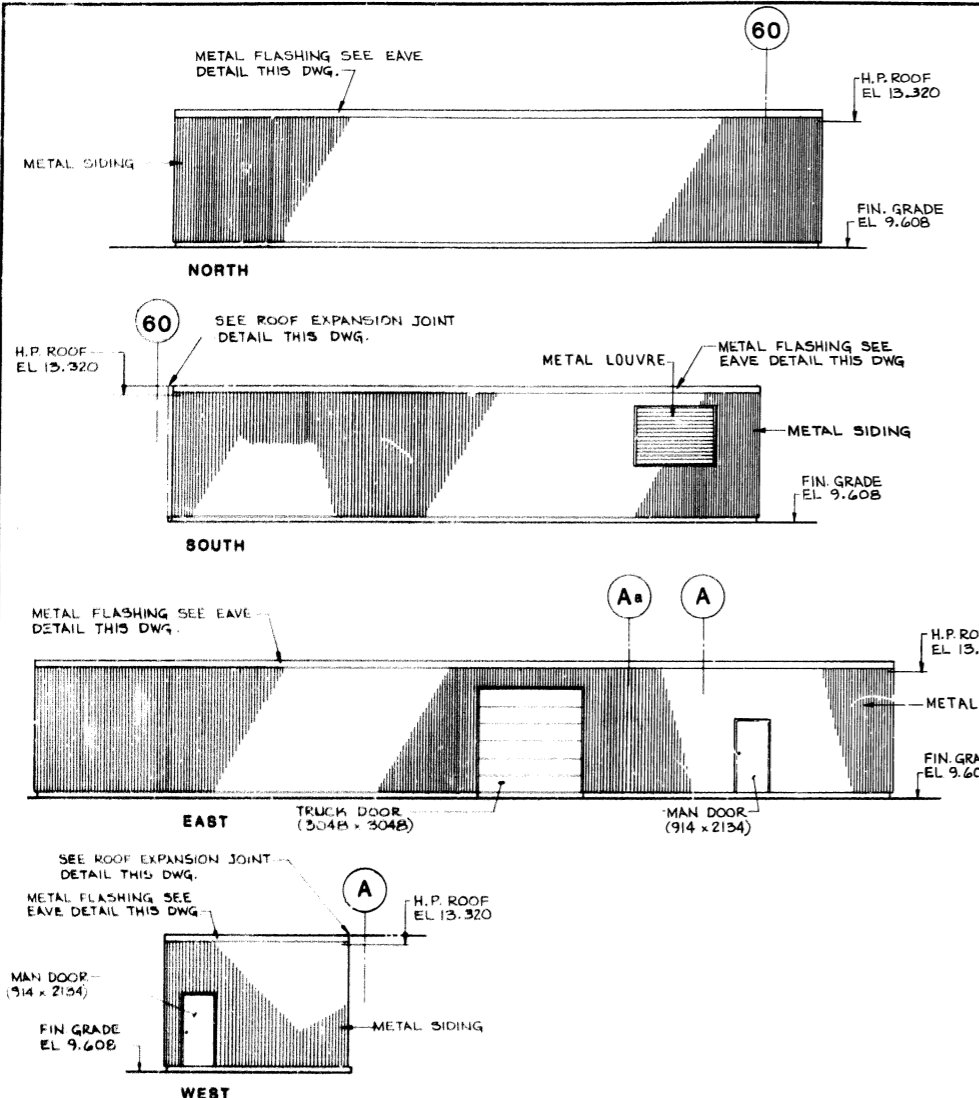 60
METAL FLASHING SEE EAVE
DETAIL THIS DWG.
H.P. ROOF
EL 13.320
METAL SIDING
FIN. GRADE
EL 9.608
NORTH
60
SEE ROOF EXPANSION JOINT
DETAIL THIS DWG.
H.P. ROOF
EL 13.320
METAL LOUVRE
METAL FLASHING SEE
EAVE DETAIL THIS DWG
METAL SIDING
FIN. GRADE
EL 9.608
SOUTH
Aa
A
METAL FLASHING SEE EAVE
DETAIL THIS DWG.
H.P. RO
EL 13.
METAL
FIN. GRA
EL 9.60
EAST
TRUCK DOOR
(3048 x 3048)
MAN DOOR
(914 x 2134)
SEE ROOF EXPANSION JOINT
DETAIL THIS DWG.
METAL FLASHING SEE
EAVE DETAIL THIS DWG
A
H.P. ROOF
EL 13.320
MAN DOOR
(914 x 2134)
FIN GRADE
EL 9.608
METAL SIDING
WEST